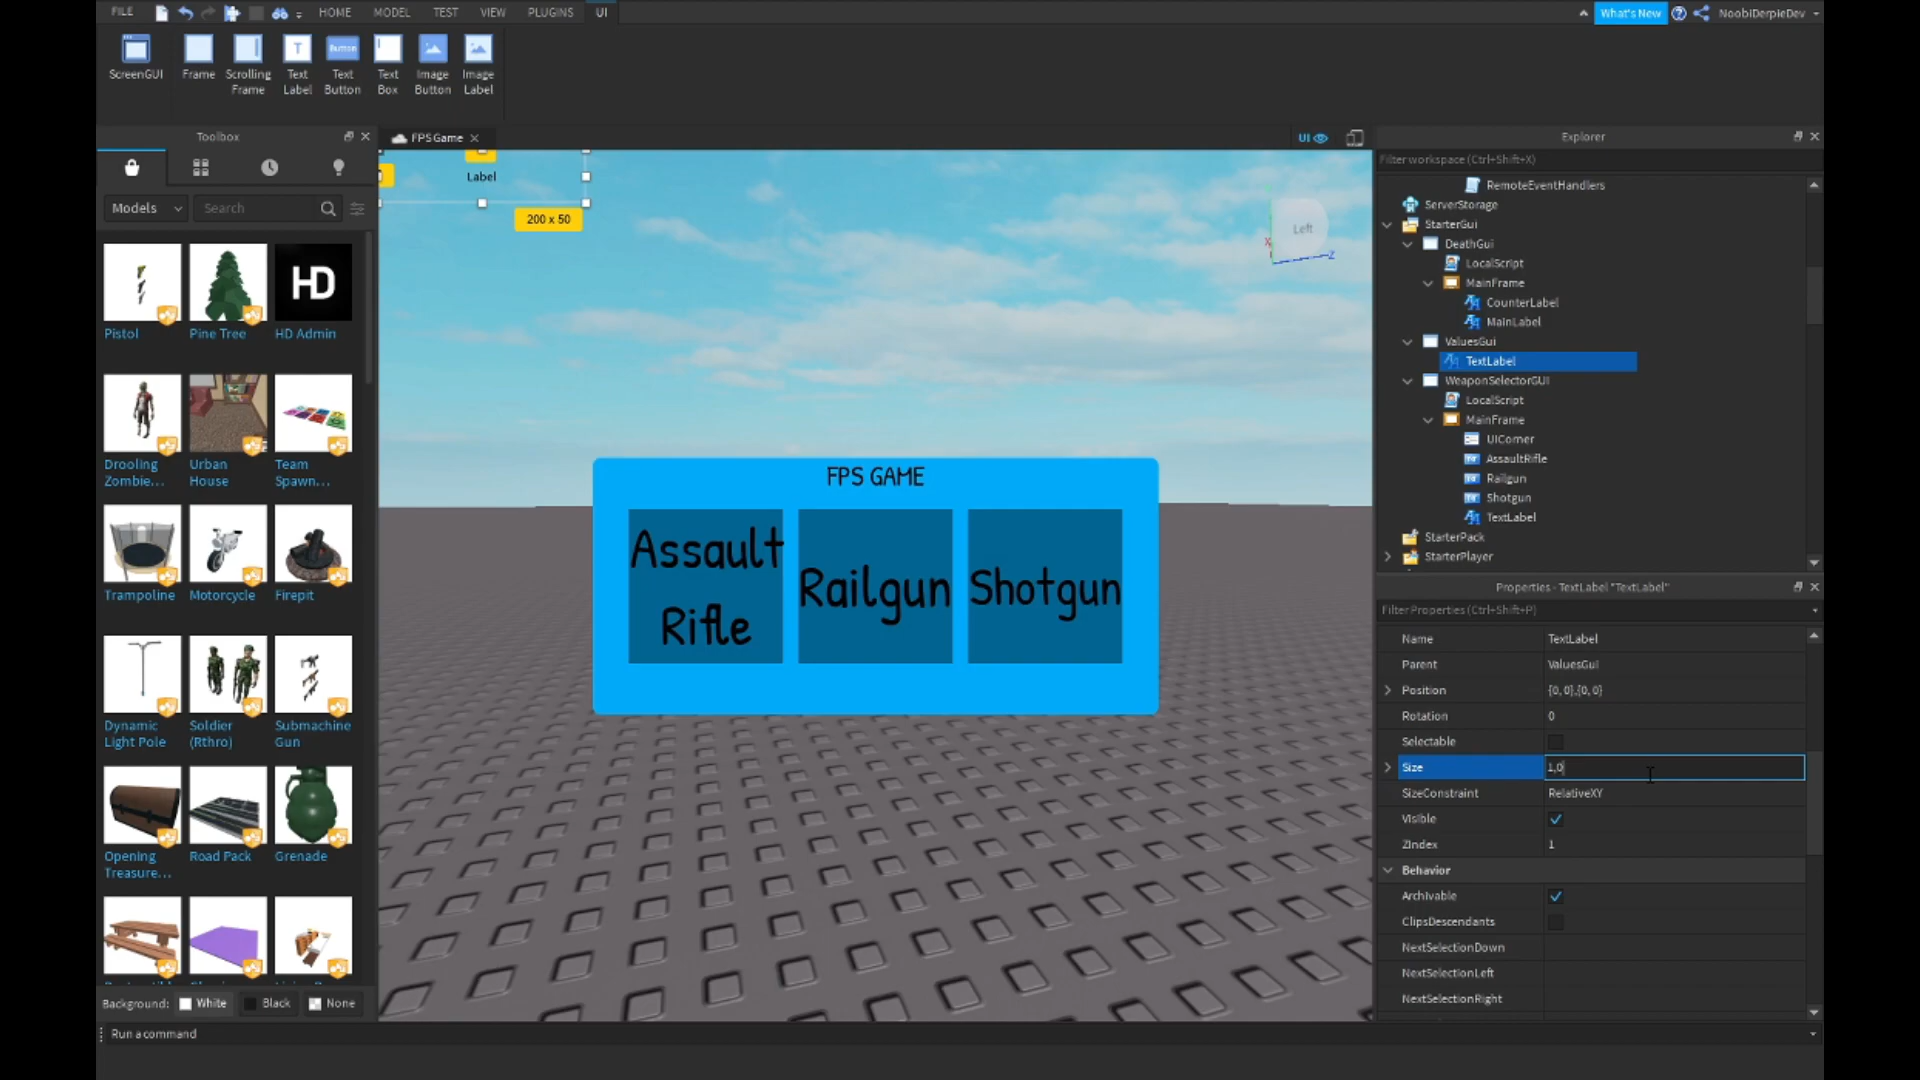 FILE HOME MODEL TEST VIEW PLUGINS UI What's New NoobiDerpieDev
ScreenGUI Frame Scrolling Frame Text Label Text Button Text Box Image Button Image Label
Toolbox
Models Search
Pistol Pine Tree HD Admin
HD
Drooling Zombie... Urban House Team Spawn...
Trampoline Motorcycle Firepit
Dynamic Light Pole Soldier (Rthro) Submachine Gun
Opening Treasure... Road Pack Grenade
Background: White Black None
Run a command
FPS Game UI
Label
200 x 50
Left
X
Z
FPS GAME
Assault Rifle
Railgun
Shotgun
Explorer
Filter workspace (Ctrl+Shift+X)
RemoteEventHandlers
ServerStorage
StarterGui
DeathGui
LocalScript
MainFrame
CounterLabel
MainLabel
ValuesGui
TextLabel
WeaponSelectorGUI
LocalScript
MainFrame
UICorner
AssaultRifle
Railgun
Shotgun
TextLabel
StarterPack
StarterPlayer
Properties - TextLabel "TextLabel"
Filter Properties (Ctrl+Shift+P)
Name TextLabel
Parent ValuesGui
Position {0, 0},{0, 0}
Rotation 0
Selectable
Size 1,0
SizeConstraint RelativeXY
Visible
ZIndex 1
Behavior
Archivable
ClipsDescendants
NextSelectionDown
NextSelectionLeft
NextSelectionRight